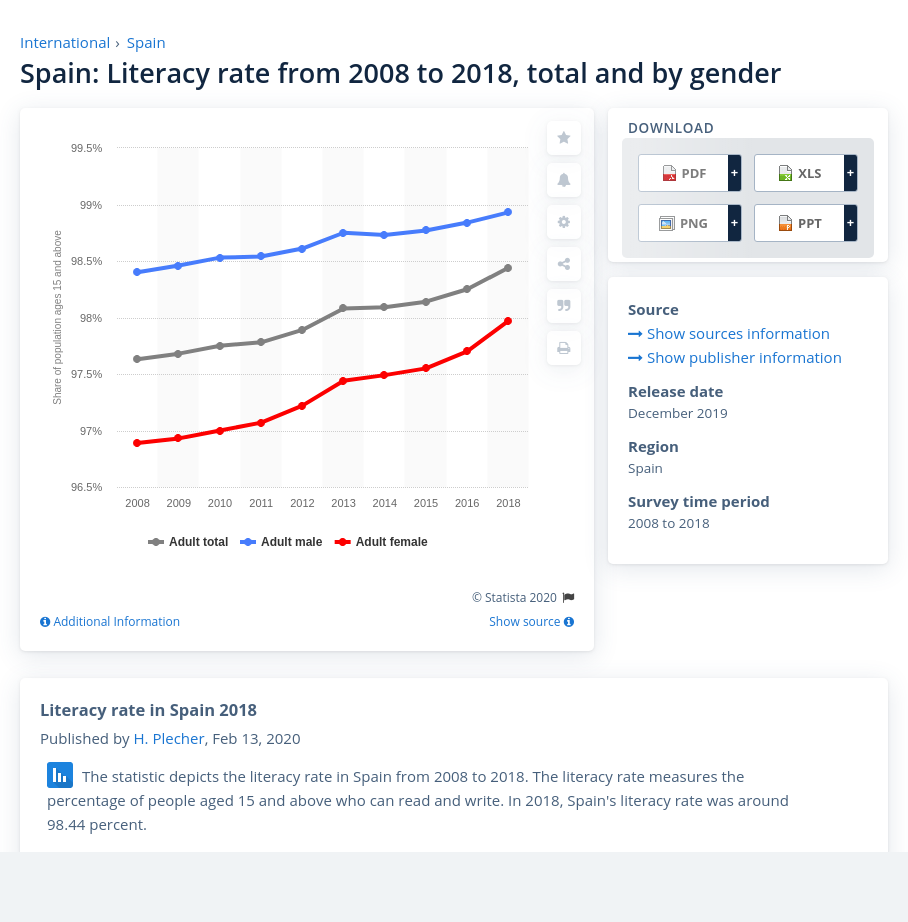 International › Spain
Spain: Literacy rate from 2008 to 2018, total and by gender
99.5%
99%
98.5%
98%
97.5%
97%
96.5%
Share of population ages 15 and above
2008 2009 2010 2011 2012 2013 2014 2015 2016 2018
Adult total Adult male Adult female
© Statista 2020
Additional Information Show source
DOWNLOAD
PDF + XLS +
PNG + PPT +
Source
Show sources information
Show publisher information
Release date
December 2019
Region
Spain
Survey time period
2008 to 2018
Literacy rate in Spain 2018
Published by H. Plecher, Feb 13, 2020
The statistic depicts the literacy rate in Spain from 2008 to 2018. The literacy rate measures the
percentage of people aged 15 and above who can read and write. In 2018, Spain's literacy rate was around
98.44 percent.